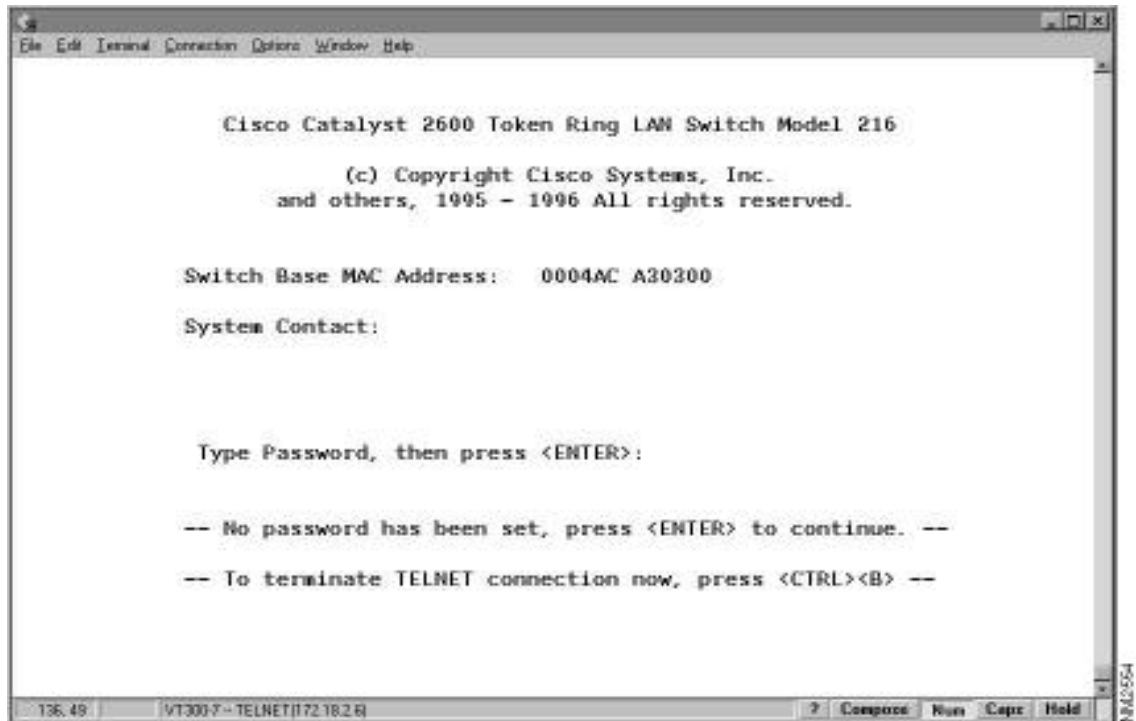 File Edit Terminal Connection Options Window Help
Cisco Catalyst 2600 Token Ring LAN Switch Model 216
(c) Copyright Cisco Systems, Inc.
and others, 1995 - 1996 All rights reserved.
Switch Base MAC Address: 0004AC A30300
System Contact:
Type Password, then press <ENTER>:
-- No password has been set, press <ENTER> to continue. --
-- To terminate TELNET connection now, press <CTRL><B> --
136, 49 VT300-7 -- TELNET(172.18.2.6) ? Compose Num Caps Hold
NM2554